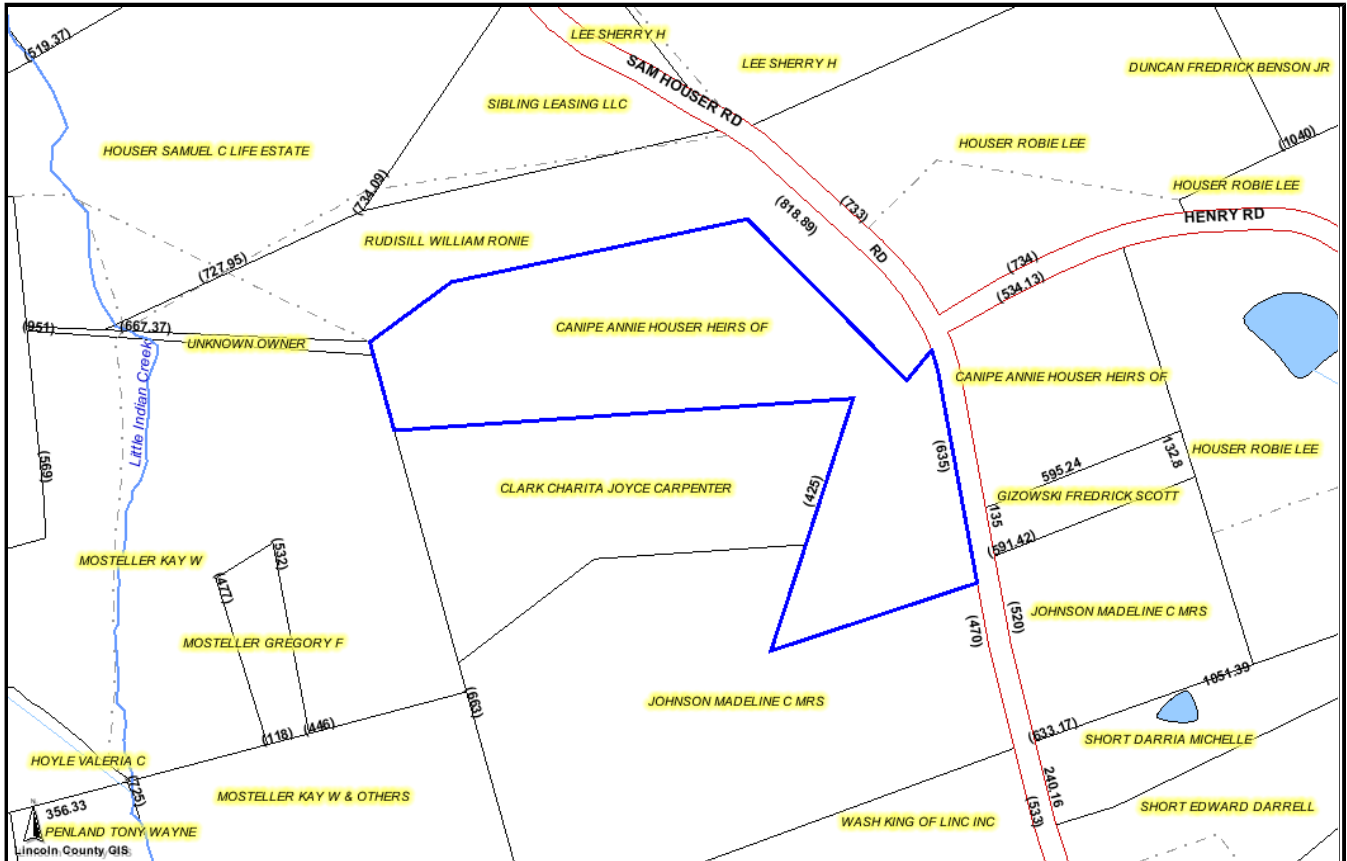 (519.37)
LEE SHERRY H
LEE SHERRY H
SAM HOUSER RD
DUNCAN FREDRICK BENSON JR
SIBLING LEASING LLC
HOUSER SAMUEL C LIFE ESTATE
HOUSER ROBIE LEE
(1040)
(734.09)
HOUSER ROBIE LEE
(818.89)
(733)
HENRY RD
RUDISILL WILLIAM RONIE
RD
(727.95)
(734)
(534.13)
(951)
(667.37)
UNKNOWN OWNER
CANIPE ANNIE HOUSER HEIRS OF
CANIPE ANNIE HOUSER HEIRS OF
Little Indian Creek
(569)
(635)
132.8
HOUSER ROBIE LEE
595.24
CLARK CHARITA JOYCE CARPENTER
(425)
GIZOWSKI FREDRICK SCOTT
135
(591.42)
MOSTELLER KAY W
(532)
(477)
(520)
JOHNSON MADELINE C MRS
(470)
MOSTELLER GREGORY F
1051.39
(663)
JOHNSON MADELINE C MRS
(118)
(446)
(633.17)
SHORT DARRIA MICHELLE
HOYLE VALERIA C
(725)
MOSTELLER KAY W & OTHERS
240.16
SHORT EDWARD DARRELL
356.33
(533)
WASH KING OF LINC INC
N
PENLAND TONY WAYNE
Lincoln County GIS